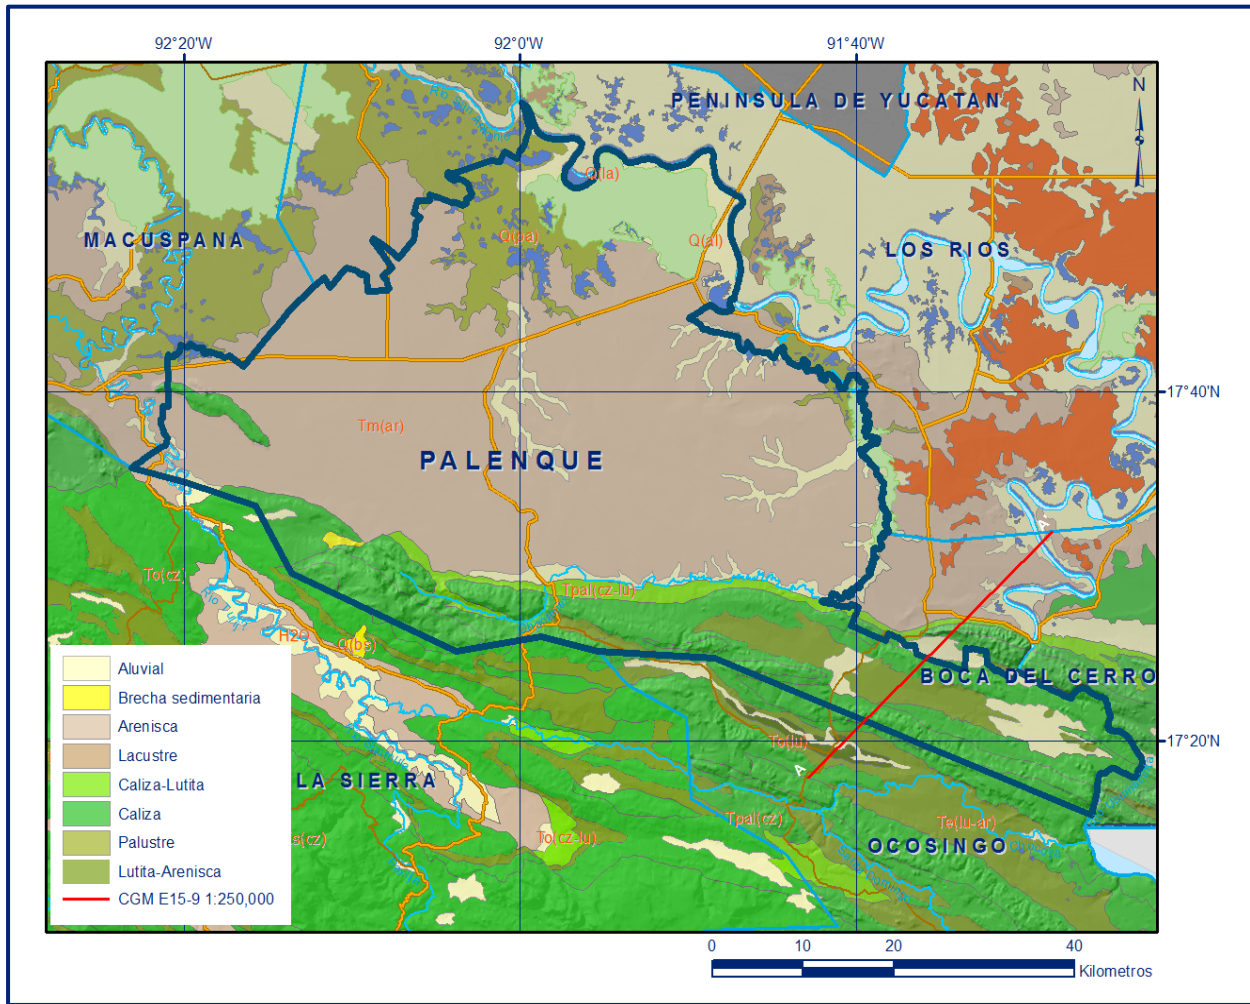 92°20'W
92°0'W
91°40'W
PENINSULA DE YUCATAN
N
Q(la)
MACUSPANA
Q(pa)
Q(al)
LOS RIOS
17°40'N
Tm(ar)
PALENQUE
A'
To(cz)
Tpal(cz-lu)
H2O
Q(bs)
BOCA DEL CERRO
Aluvial
Brecha sedimentaria
Arenisca
Lacustre
Caliza-Lutita
Caliza
Palustre
Lutita-Arenisca
CGM E15-9 1:250,000
To(lu)
17°20'N
A
LA SIERRA
Tpal(cz)
Te(lu-ar)
s(cz)
To(cz-lu)
OCOSINGO
0 10 20 40
Kilometros